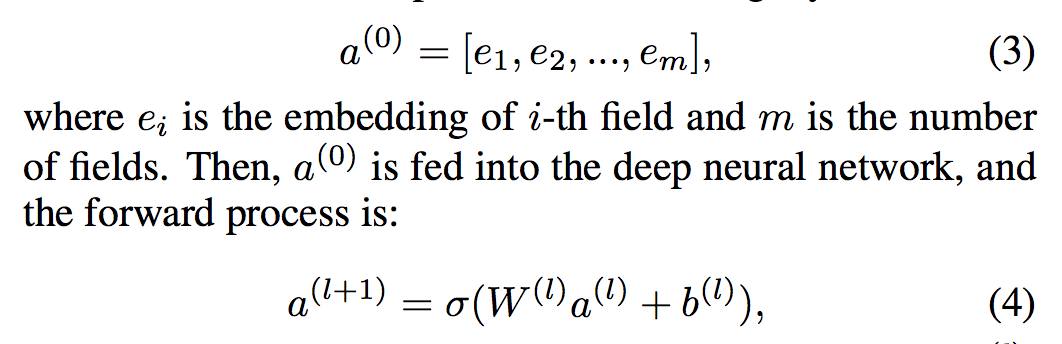 a^{(0)} = [e_1, e_2, ..., e_m], (3)
where e_i is the embedding of i-th field and m is the number
of fields. Then, a^{(0)} is fed into the deep neural network, and
the forward process is:
a^{(l+1)} = σ(W^{(l)} a^{(l)} + b^{(l)}), (4)